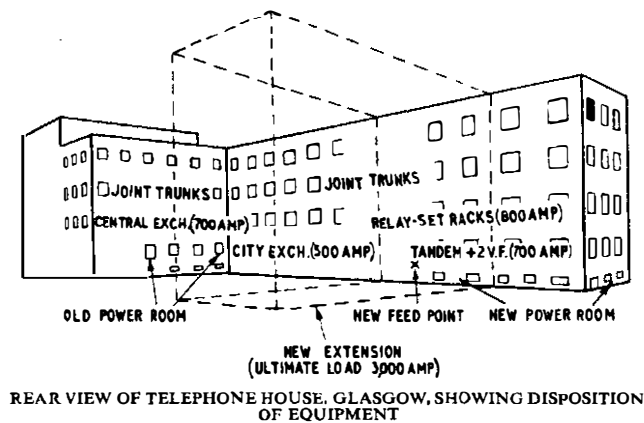 JOINT TRUNKS
JOINT TRUNKS
CENTRAL EXCH.(700 AMP)
RELAY-SET RACKS(800 AMP)
CITY EXCH.(500 AMP)
TANDEM +2 V.F.(700 AMP)
OLD POWER ROOM
NEW FEED POINT
NEW POWER ROOM
NEW EXTENSION
(ULTIMATE LOAD 3,000 AMP)
REAR VIEW OF TELEPHONE HOUSE, GLASGOW, SHOWING DISPOSITION
OF EQUIPMENT